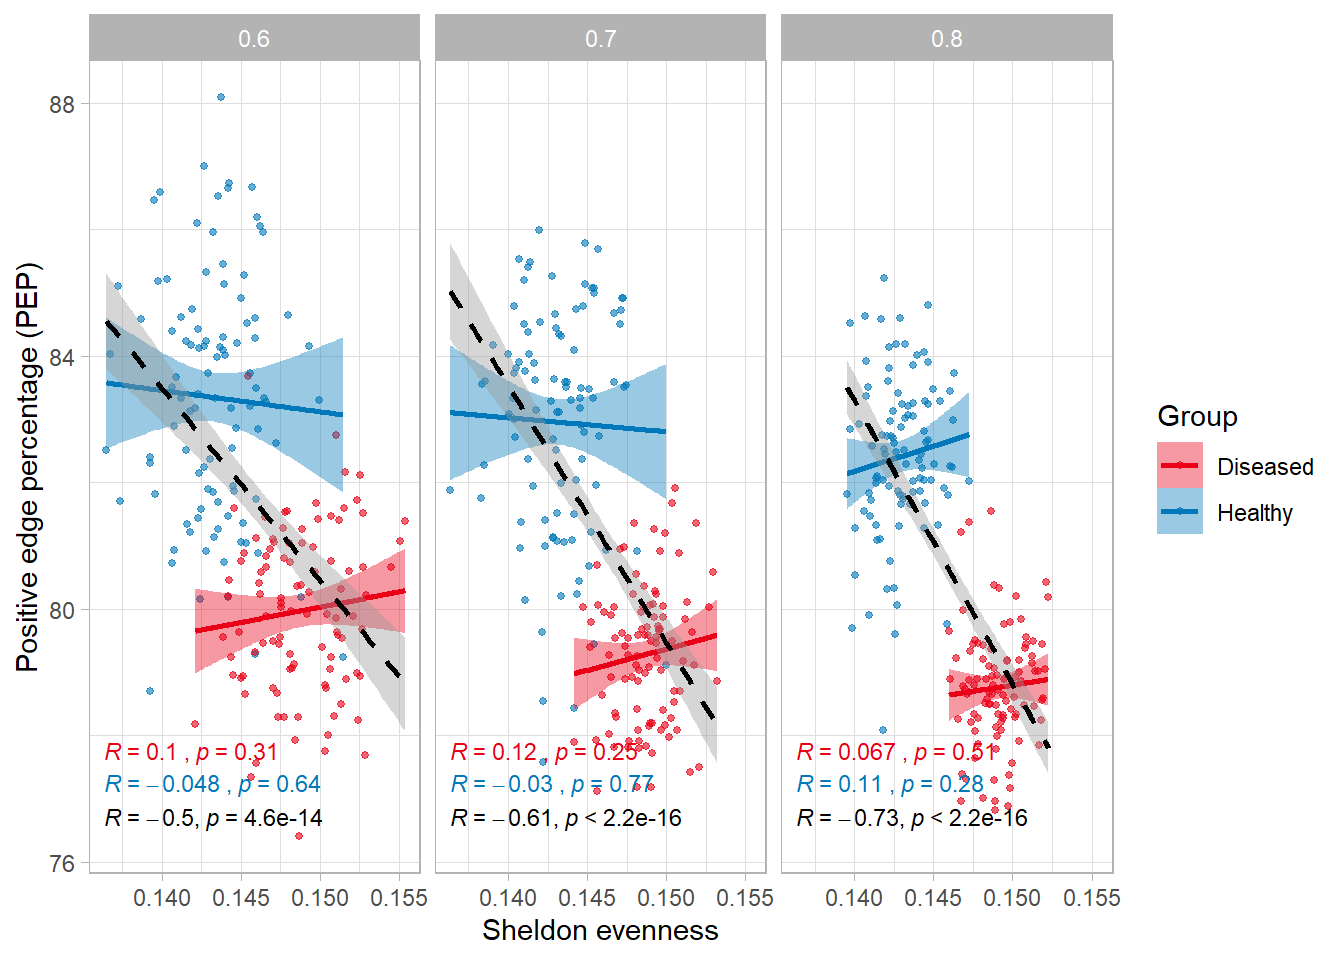 0.6
0.7
0.8
Positive edge percentage (PEP)
88
84
80
76
R = 0.1 , p = 0.31
R = −0.048 , p = 0.64
R = −0.5, p = 4.6e-14
R = 0.12 , p = 0.25
R = −0.03 , p = 0.77
R = −0.61, p < 2.2e-16
R = 0.067 , p = 0.51
R = 0.11 , p = 0.28
R = −0.73, p < 2.2e-16
0.140 0.145 0.150 0.155
0.140 0.145 0.150 0.155
0.140 0.145 0.150 0.155
Sheldon evenness
Group
Diseased
Healthy